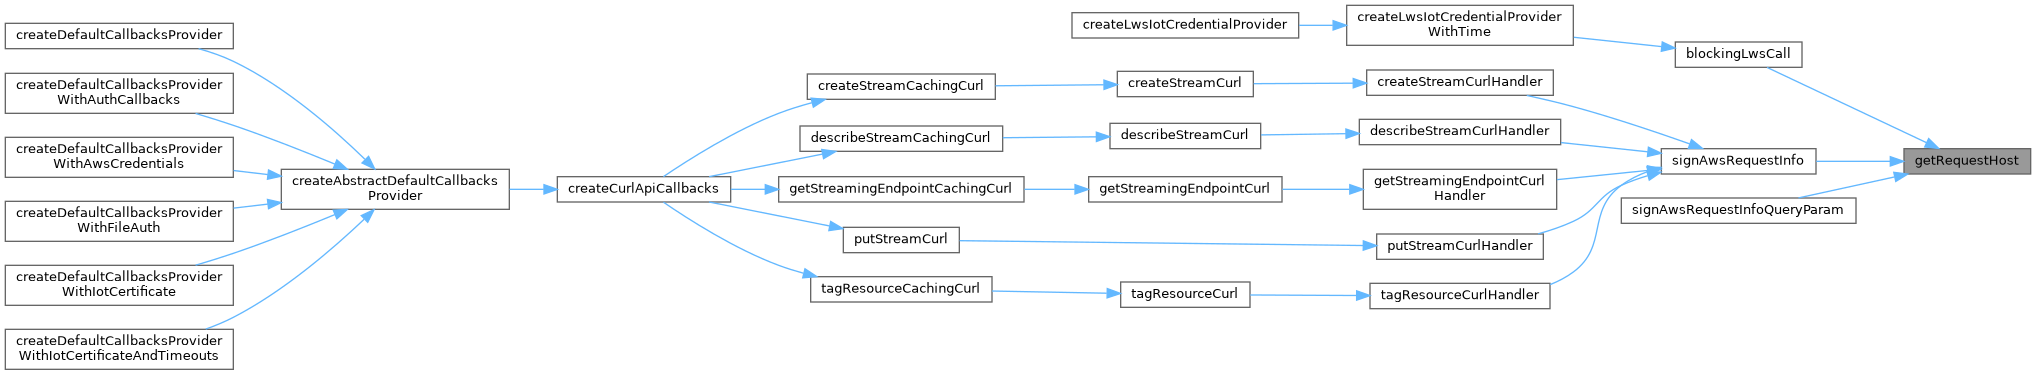 createDefaultCallbacksProvider
createDefaultCallbacksProvider
WithAuthCallbacks
createDefaultCallbacksProvider
WithAwsCredentials
createDefaultCallbacksProvider
WithFileAuth
createDefaultCallbacksProvider
WithIotCertificate
createDefaultCallbacksProvider
WithIotCertificateAndTimeouts
createAbstractDefaultCallbacks
Provider
createCurlApiCallbacks
createStreamCachingCurl
describeStreamCachingCurl
getStreamingEndpointCachingCurl
putStreamCurl
tagResourceCachingCurl
createLwsIotCredentialProvider
createStreamCurl
describeStreamCurl
getStreamingEndpointCurl
tagResourceCurl
createLwsIotCredentialProvider
WithTime
createStreamCurlHandler
describeStreamCurlHandler
getStreamingEndpointCurl
Handler
putStreamCurlHandler
tagResourceCurlHandler
blockingLwsCall
signAwsRequestInfo
signAwsRequestInfoQueryParam
getRequestHost